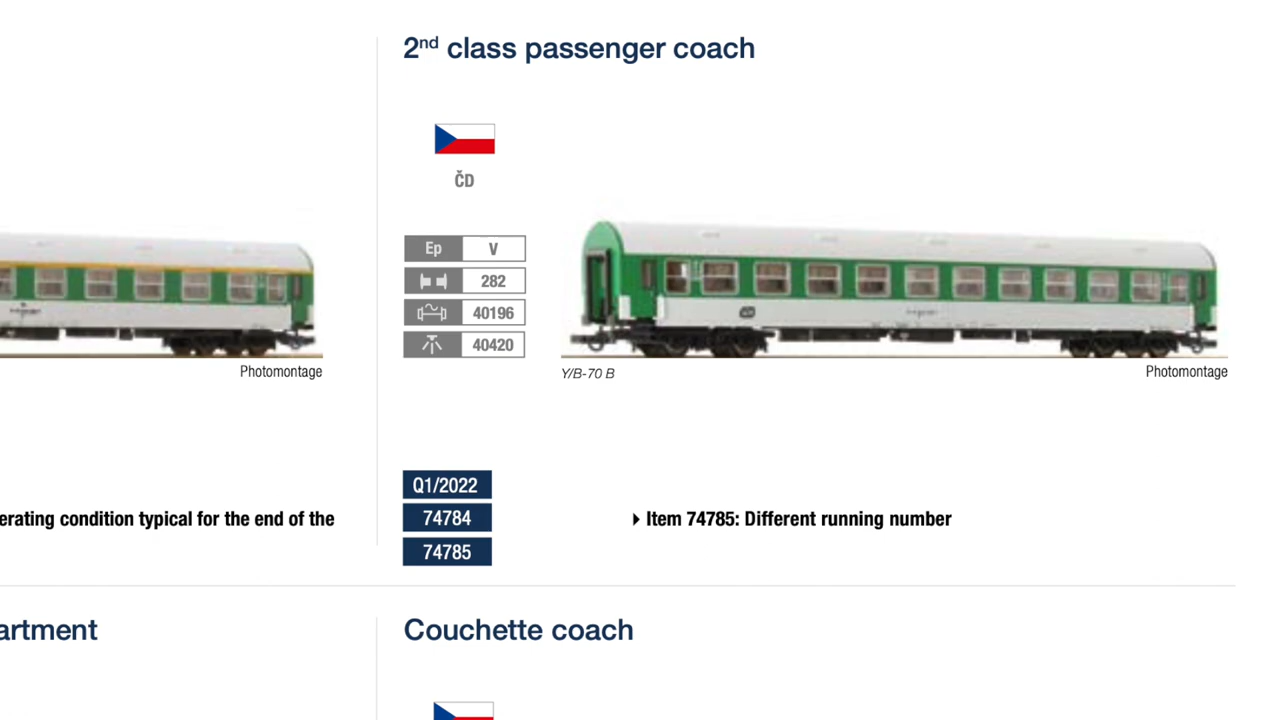 2nd class passenger coach
ČD
Ep V
282
40196
40420
Photomontage
Y/B-70 B
Photomontage
Q1/2022
74784
74785
erating condition typical for the end of the
Item 74785: Different running number
artment
Couchette coach